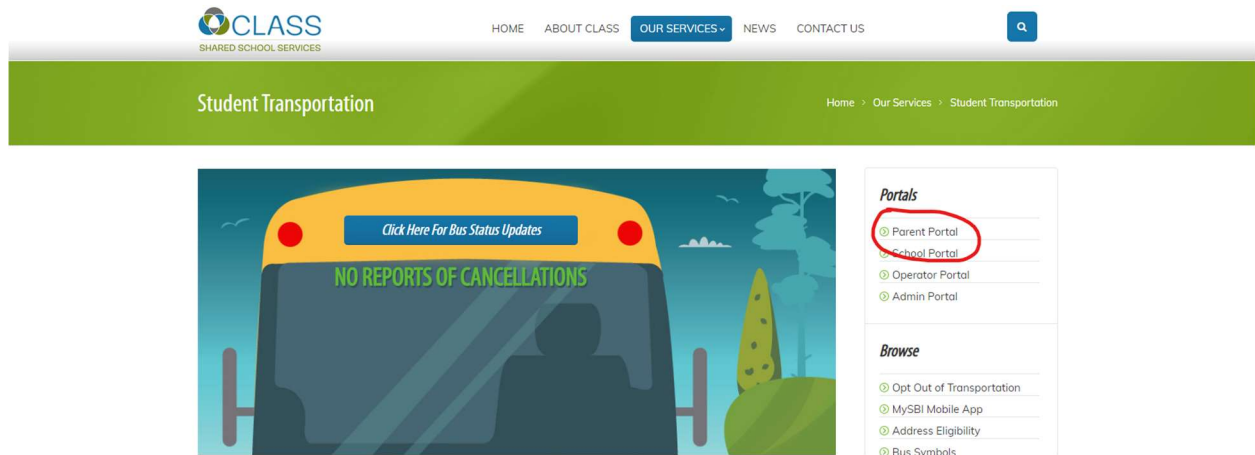 CLASS
SHARED SCHOOL SERVICES
HOME ABOUT CLASS OUR SERVICES NEWS CONTACT US
Student Transportation
Home > Our Services > Student Transportation
Click Here For Bus Status Updates
NO REPORTS OF CANCELLATIONS
Portals
Parent Portal
School Portal
Operator Portal
Admin Portal
Browse
Opt Out of Transportation
MySBI Mobile App
Address Eligibility
Bus Symbols